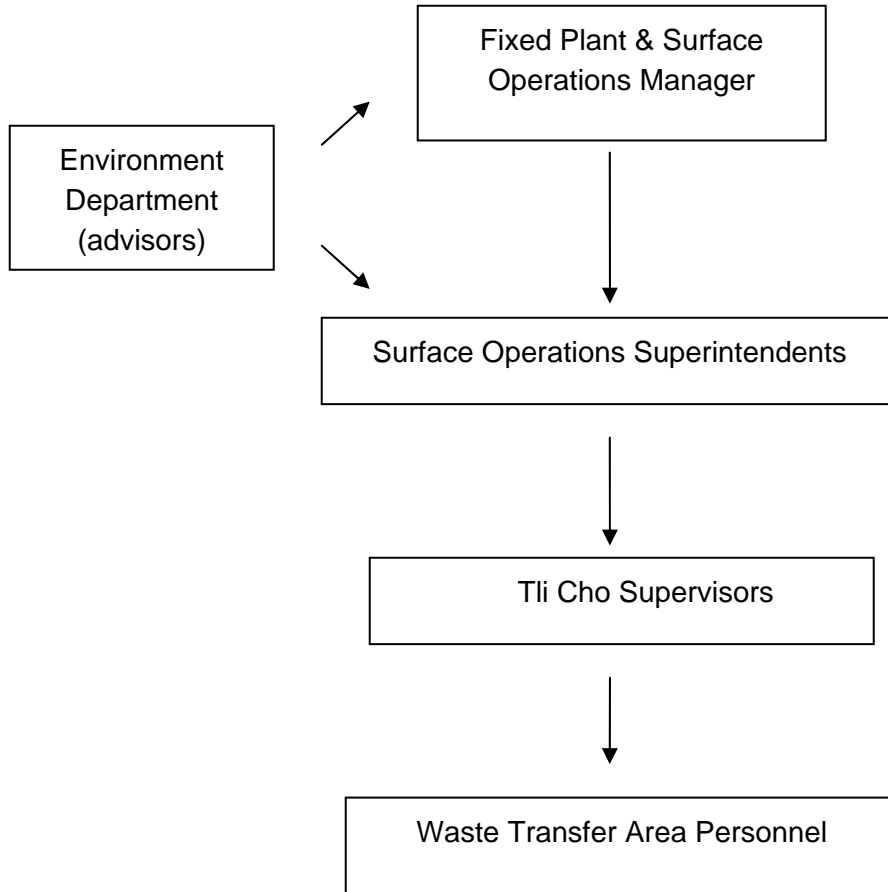 Fixed Plant & Surface
Operations Manager
Environment
Department
(advisors)
Surface Operations Superintendents
Tli Cho Supervisors
Waste Transfer Area Personnel